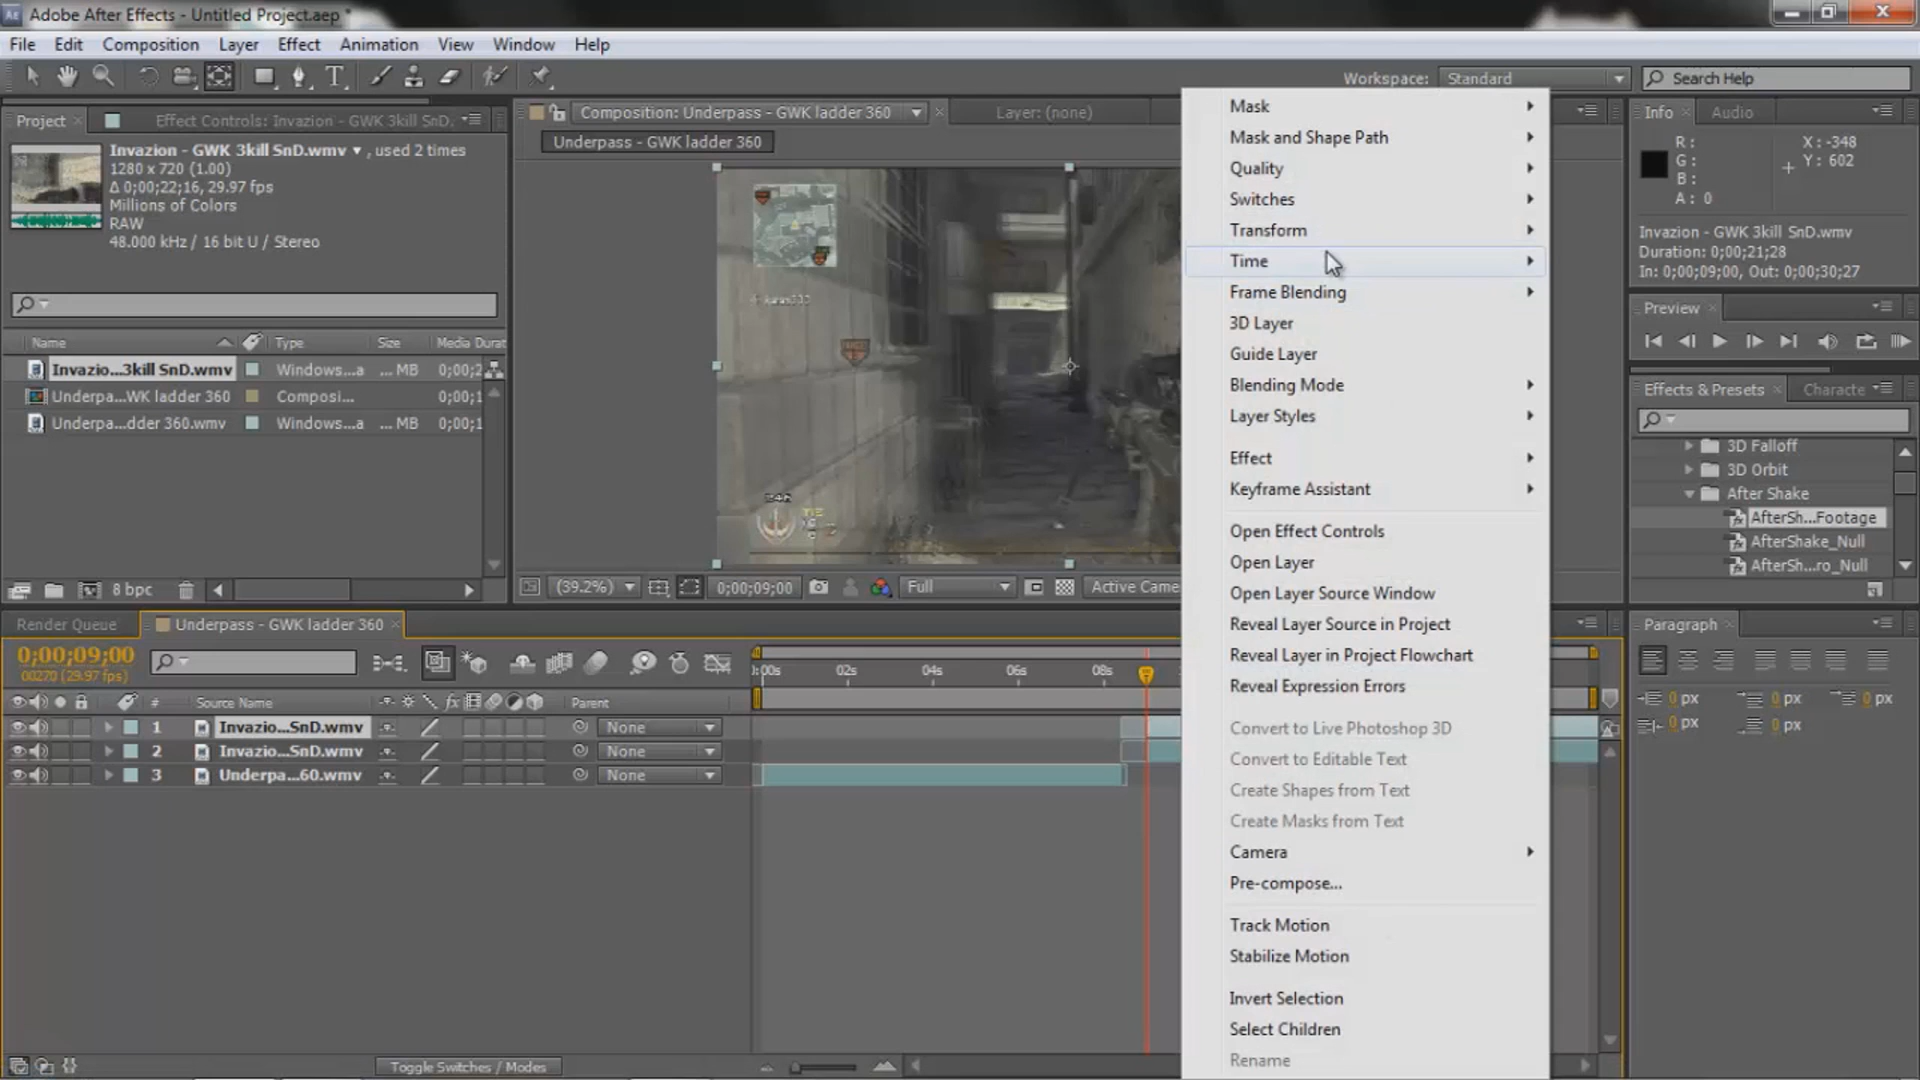 Adobe After Effects - Untitled Project.aep *
File Edit Composition Layer Effect Animation View Window Help
Workspace: Standard Search Help
Project Effect Controls: Invazion - GWK 3kill SnD.
Composition: Underpass - GWK ladder 360 Layer: (none)
Info Audio
Underpass - GWK ladder 360
Invazion - GWK 3kill SnD.wmv , used 2 times
1280 x 720 (1.00)
Δ 0;00;22;16, 29.97 fps
Millions of Colors
RAW
48.000 kHz / 16 bit U / Stereo
R :
G :
B :
A : 0
X : -348
Y : 602
Invazion - GWK 3kill SnD.wmv
Duration: 0;00;21;28
In: 0;00;09;00, Out: 0;00;30;27
Preview
Name Type Size Media Durat
Invazio...3kill SnD.wmv Windows...a ... MB 0;00;2
Underpa...WK ladder 360 Composi... 0;00;1
Underpa...dder 360.wmv Windows...a ... MB 0;00;1
8 bpc
(39.2%) 0;00;09;00 Full Active Came
Effects & Presets Characte
3D Falloff
3D Orbit
After Shake
AfterSh...Footage
AfterShake_Null
AfterSh...ro_Null
Mask
Mask and Shape Path
Quality
Switches
Transform
Time
Frame Blending
3D Layer
Guide Layer
Blending Mode
Layer Styles
Effect
Keyframe Assistant
Open Effect Controls
Open Layer
Open Layer Source Window
Reveal Layer Source in Project
Reveal Layer in Project Flowchart
Reveal Expression Errors
Convert to Live Photoshop 3D
Convert to Editable Text
Create Shapes from Text
Create Masks from Text
Camera
Pre-compose...
Track Motion
Stabilize Motion
Invert Selection
Select Children
Rename
Render Queue Underpass - GWK ladder 360
0;00;09;00
00270 (29.97 fps)
):00s 02s 04s 06s 08s
# Source Name fx Parent
1 Invazio...SnD.wmv None
2 Invazio...SnD.wmv None
3 Underpa...60.wmv None
Toggle Switches / Modes
Paragraph
0 px 0 px 0 px
0 px 0 px